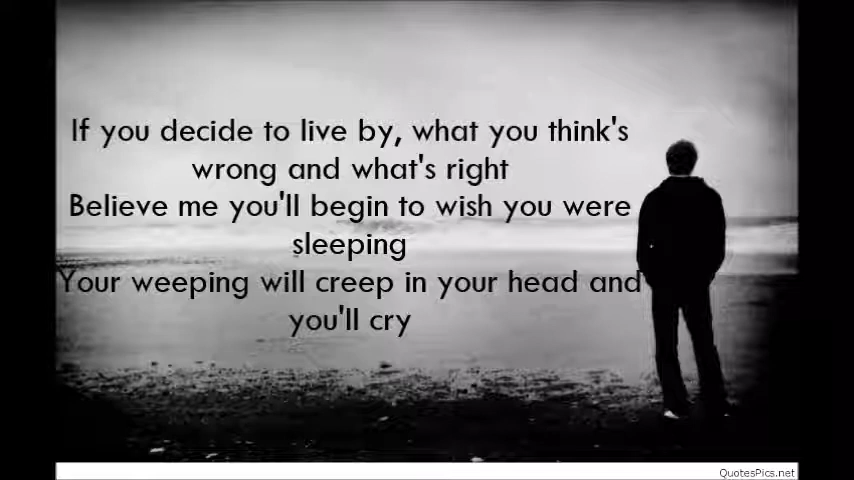 If you decide to live by, what you think's
wrong and what's right
Believe me you'll begin to wish you were
sleeping
Your weeping will creep in your head and
you'll cry
QuotesPics.net